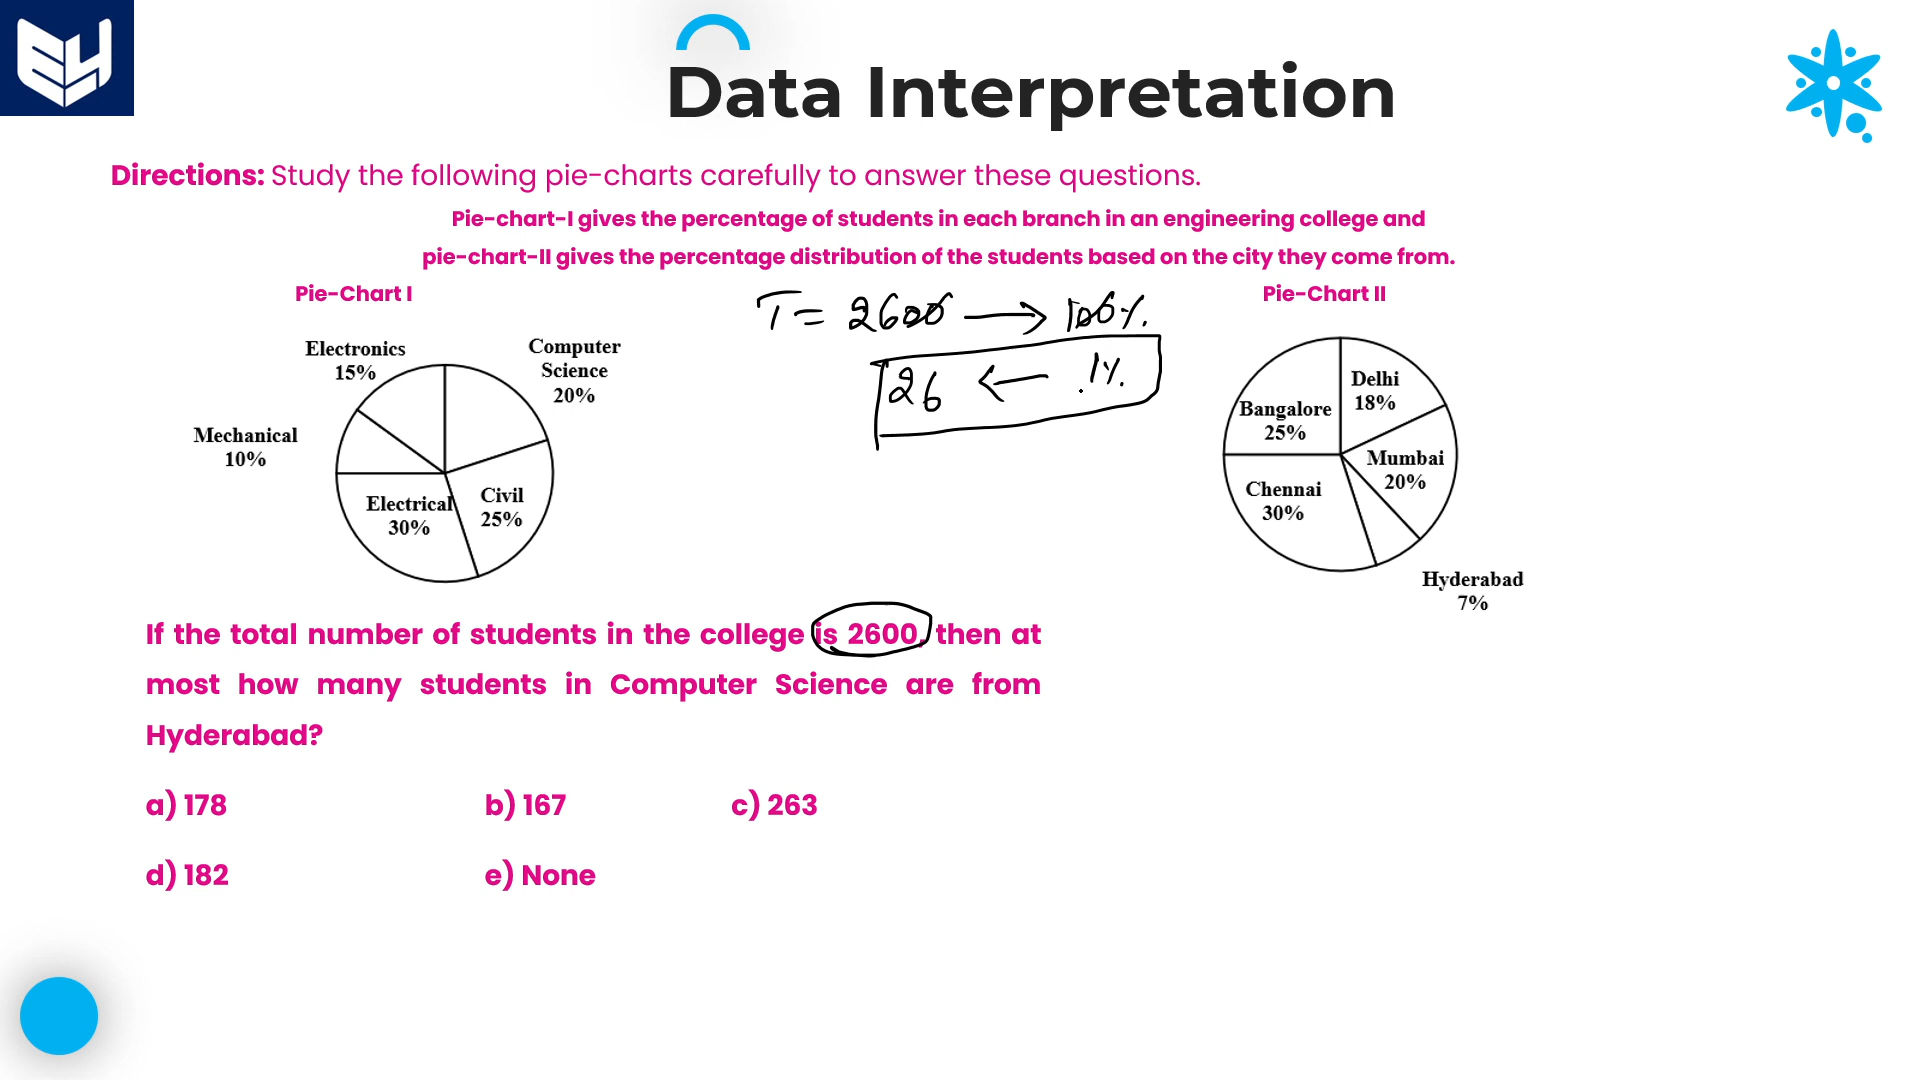 Data Interpretation
Directions: Study the following pie-charts carefully to answer these questions.
Pie-chart-I gives the percentage of students in each branch in an engineering college and
pie-chart-II gives the percentage distribution of the students based on the city they come from.
Pie-Chart I
Electronics
15%
Computer
Science
20%
Mechanical
10%
Electrical
30%
Civil
25%
T = 2600 → 100%
26 ← 1%
Pie-Chart II
Delhi
18%
Bangalore
25%
Mumbai
20%
Chennai
30%
Hyderabad
7%
If the total number of students in the college is 2600, then at
most how many students in Computer Science are from
Hyderabad?
a) 178 b) 167 c) 263
d) 182 e) None